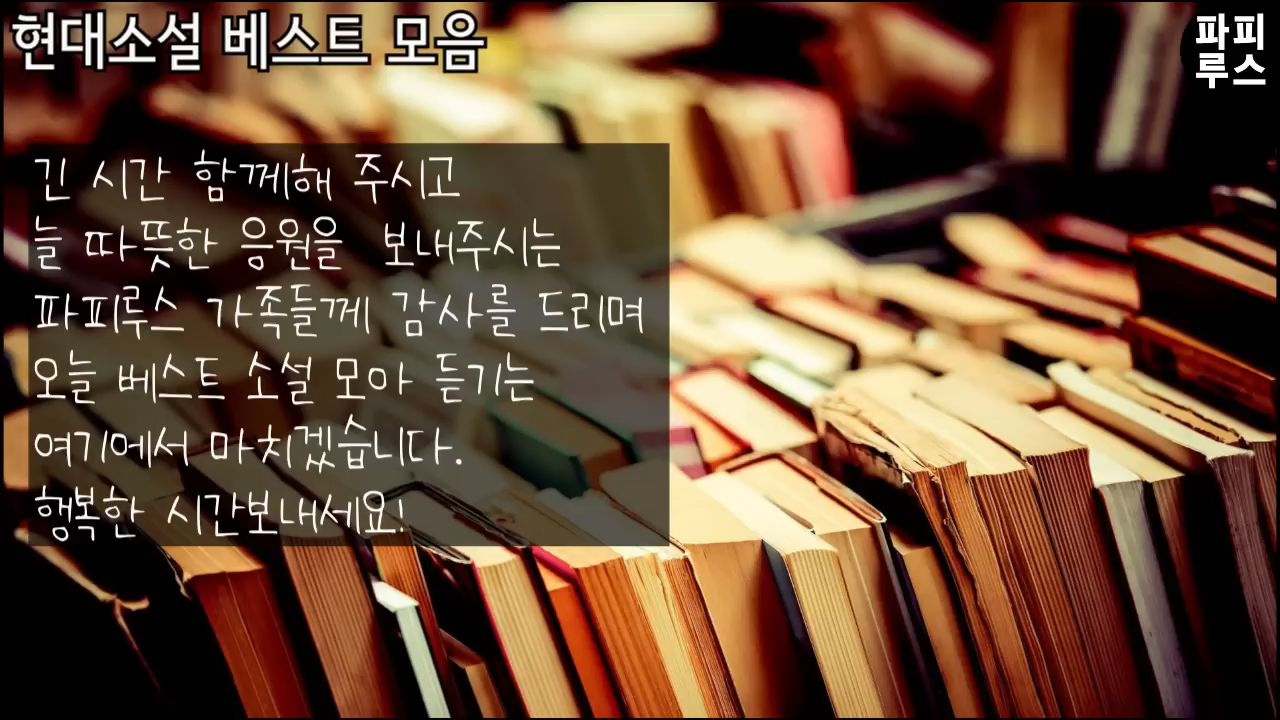 현대소설 베스트 모음
파피
루스
긴 시간 함께해 주시고
늘 따뜻한 응원을 보내주시는
파피루스 가족들께 감사를 드리며
오늘 베스트 소설 모아 듣기는
여기에서 마치겠습니다.
행복한 시간보내세요!